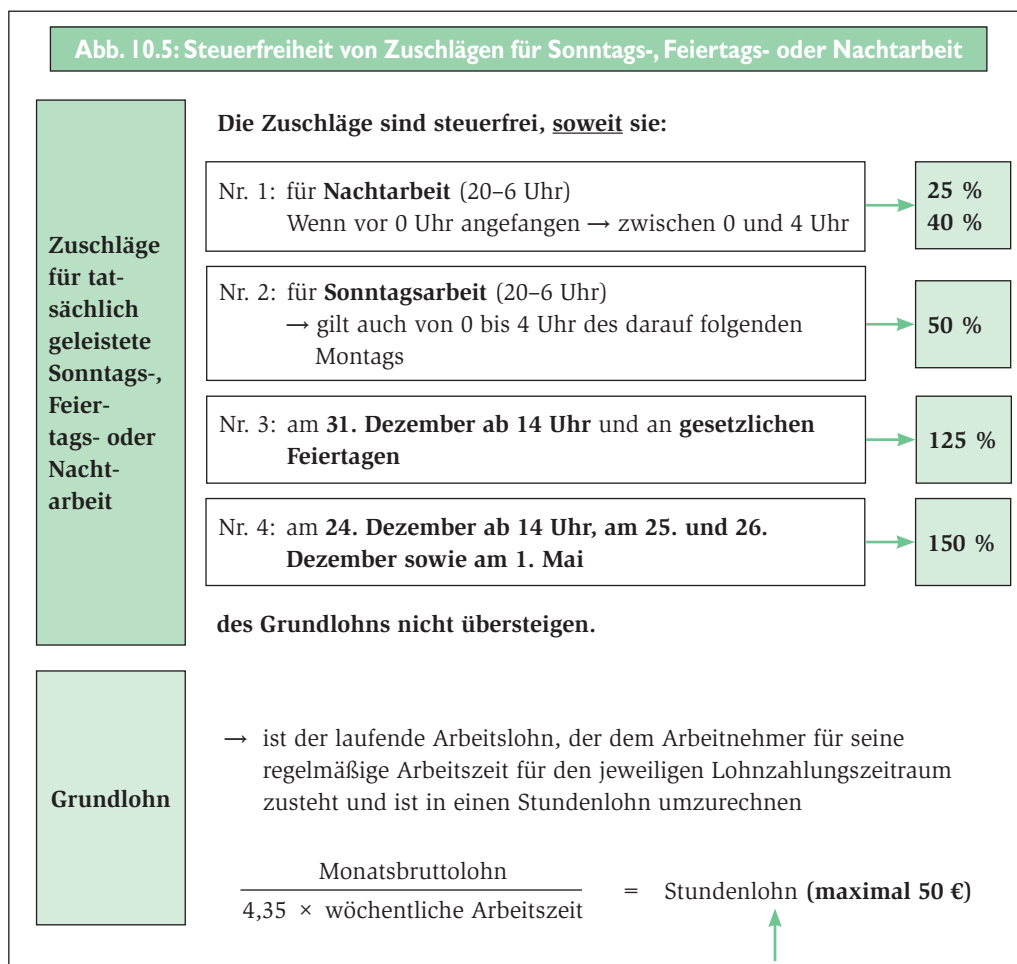 Abb. 10.5: Steuerfreiheit von Zuschlägen für Sonntags-, Feiertags- oder Nachtarbeit
Zuschläge
für tat-
sächlich
geleistete
Sonntags-,
Feier-
tags- oder
Nacht-
arbeit
Die Zuschläge sind steuerfrei, soweit sie:
Nr. 1: für Nachtarbeit (20–6 Uhr)
Wenn vor 0 Uhr angefangen → zwischen 0 und 4 Uhr
25 %
40 %
Nr. 2: für Sonntagsarbeit (20–6 Uhr)
→ gilt auch von 0 bis 4 Uhr des darauf folgenden
Montags
50 %
Nr. 3: am 31. Dezember ab 14 Uhr und an gesetzlichen
Feiertagen
125 %
Nr. 4: am 24. Dezember ab 14 Uhr, am 25. und 26.
Dezember sowie am 1. Mai
150 %
des Grundlohns nicht übersteigen.
Grundlohn
→ ist der laufende Arbeitslohn, der dem Arbeitnehmer für seine
regelmäßige Arbeitszeit für den jeweiligen Lohnzahlungszeitraum
zusteht und ist in einen Stundenlohn umzurechnen
Monatsbruttolohn
4,35 × wöchentliche Arbeitszeit = Stundenlohn (maximal 50 €)